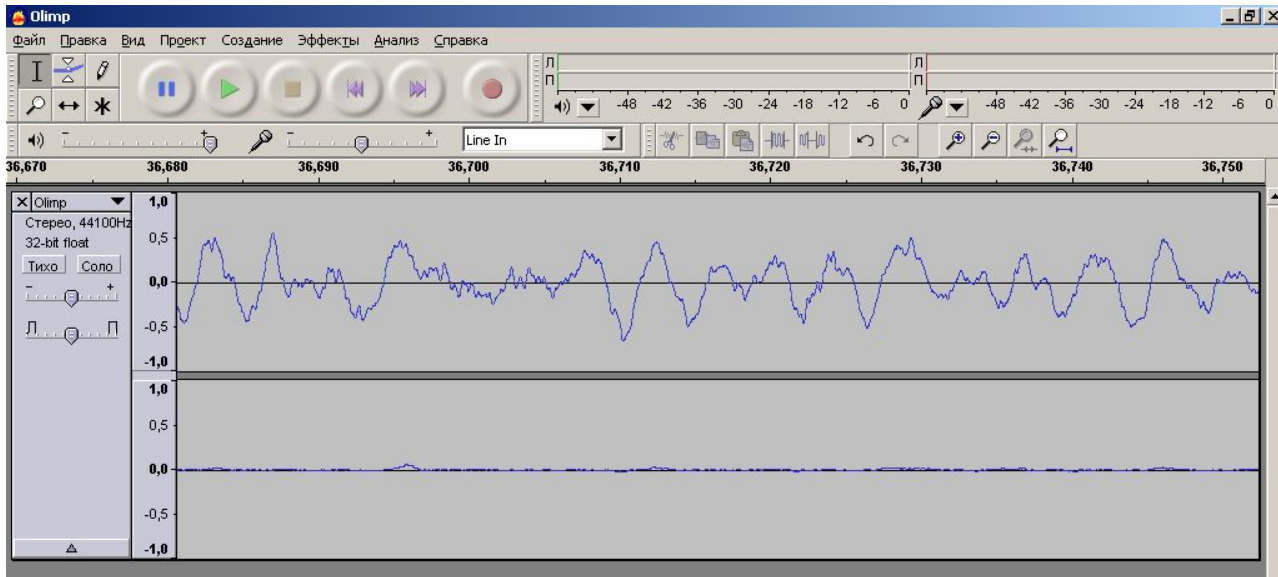 Olimp
Файл Правка Вид Проект Создание Эффекты Анализ Справка
Л
П
-48 -42 -36 -30 -24 -18 -12 -6 0
Л
П
-48 -42 -36 -30 -24 -18 -12 -6 0
- +
- +
Line In
36,670 36,680 36,690 36,700 36,710 36,720 36,730 36,740 36,750
Olimp
Стерео, 44100Hz
32-bit float
Тихо Соло
- +
Л П
1,0
0,5
0,0
-0,5
-1,0
1,0
0,5
0,0
-0,5
-1,0